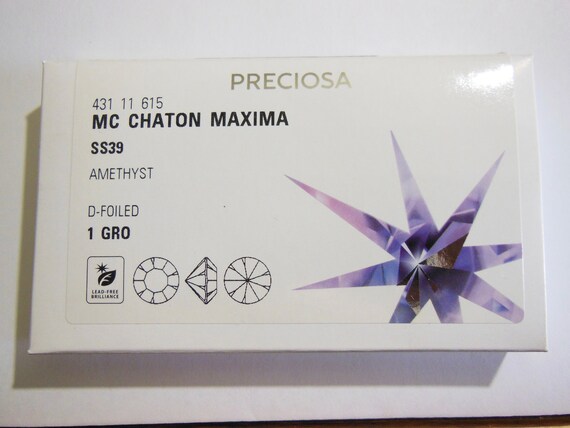 PRECIOSA
431 11 615
MC CHATON MAXIMA
SS39
AMETHYST
D-FOILED
1 GRO
LEAD-FREE
BRILLIANCE